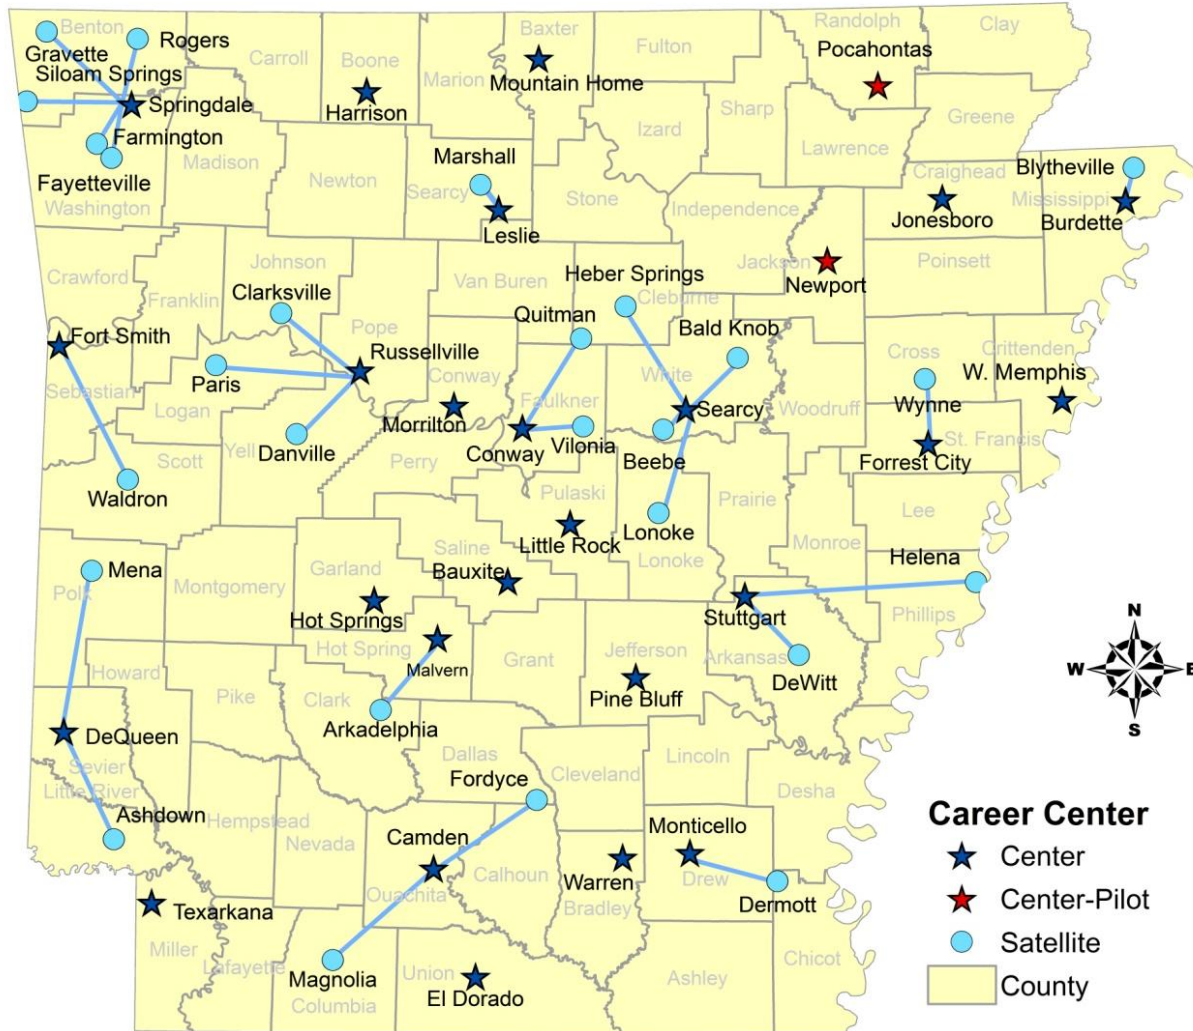 Benton
Rogers
Gravette
Siloam Springs
Carroll
Boone
Marion
Baxter
Fulton
Randolph
Clay
Pocahontas
Springdale
Harrison
Mountain Home
Sharp
Izard
Greene
Farmington
Lawrence
Madison
Marshall
Fayetteville
Washington
Newton
Searcy
Stone
Leslie
Independence
Craighead
Jonesboro
Blytheville
Mississippi
Burdette
Crawford
Johnson
Franklin
Clarksville
Van Buren
Heber Springs
Cleburne
Jackson
Newport
Poinsett
Quitman
Pope
Bald Knob
Fort Smith
Russellville
Conway
Cross
Crittenden
W. Memphis
Sebastian
Paris
Logan
White
Faulkner
Searcy
Woodruff
Wynne
Morrilton
Conway
Vilonia
Beebe
St. Francis
Forrest City
Scott
Yell
Danville
Perry
Waldron
Pulaski
Prairie
Little Rock
Lonoke
Lonoke
Lee
Monroe
Helena
Mena
Polk
Montgomery
Garland
Saline
Bauxite
Hot Springs
Stuttgart
Phillips
Hot Spring
Malvern
Grant
Jefferson
Arkansas
DeWitt
Howard
Pike
Clark
Arkadelphia
Pine Bluff
N
W
E
S
DeQueen
Sevier
Little River
Dallas
Fordyce
Cleveland
Lincoln
Desha
Ashdown
Hempstead
Nevada
Camden
Ouachita
Calhoun
Monticello
Warren
Bradley
Drew
Dermott
Texarkana
Miller
Lafayette
Magnolia
Columbia
Union
El Dorado
Ashley
Chicot
Career Center
Center
Center-Pilot
Satellite
County